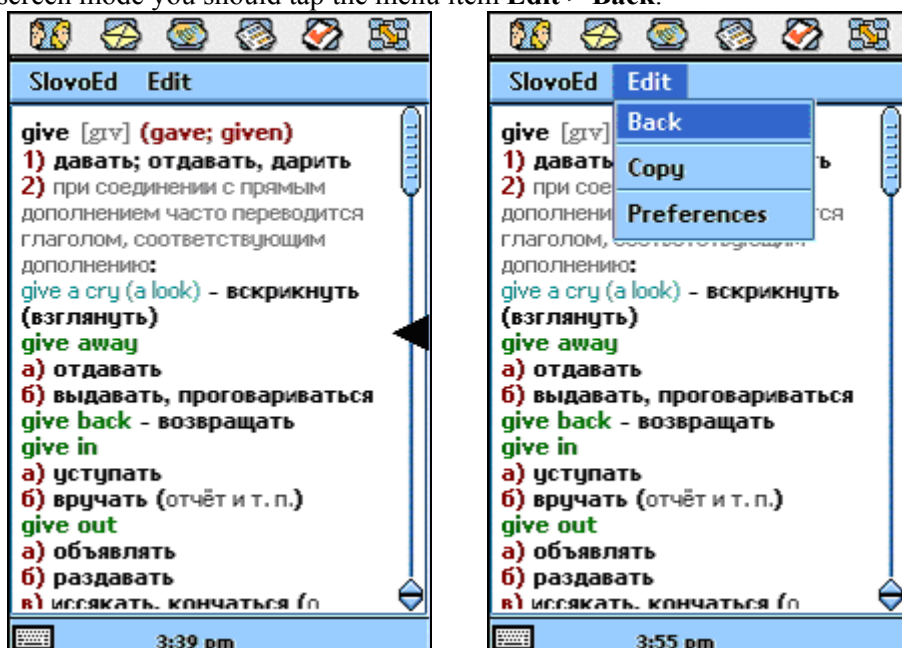 screen mode you should tap the menu item Edit > Back.
SlovoEd Edit
give [gɪv] (gave; given)
1) давать; отдавать, дарить
2) при соединении с прямым
дополнением часто переводится
глаголом, соответствующим
дополнению:
give a cry (a look) - вскрикнуть
(взглянуть)
give away
а) отдавать
б) выдавать, проговариваться
give back - возвращать
give in
а) уступать
б) вручать (отчёт и т. п.)
give out
а) объявлять
б) раздавать
в) иссякать, кончаться (о
3:39 pm
SlovoEd Edit
Back
Copy
Preferences
give [gɪv]
1) давать
2) при сое
дополнени ся
глаголом,
дополнению:
give a cry (a look) - вскрикнуть
(взглянуть)
give away
а) отдавать
б) выдавать, проговариваться
give back - возвращать
give in
а) уступать
б) вручать (отчёт и т. п.)
give out
а) объявлять
б) раздавать
в) иссякать, кончаться (о
3:55 pm